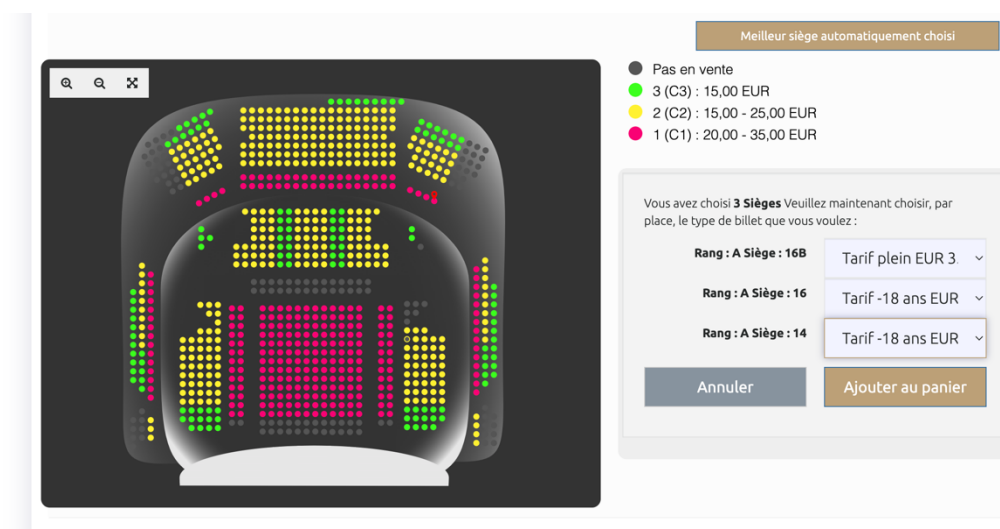 Meilleur siège automatiquement choisi
Pas en vente
3 (C3) : 15,00 EUR
2 (C2) : 15,00 - 25,00 EUR
1 (C1) : 20,00 - 35,00 EUR
Vous avez choisi 3 Sièges Veuillez maintenant choisir, par
place, le type de billet que vous voulez :
Rang : A Siège : 16B
Tarif plein EUR 3
Rang : A Siège : 16
Tarif -18 ans EUR
Rang : A Siège : 14
Tarif -18 ans EUR
Annuler
Ajouter au panier